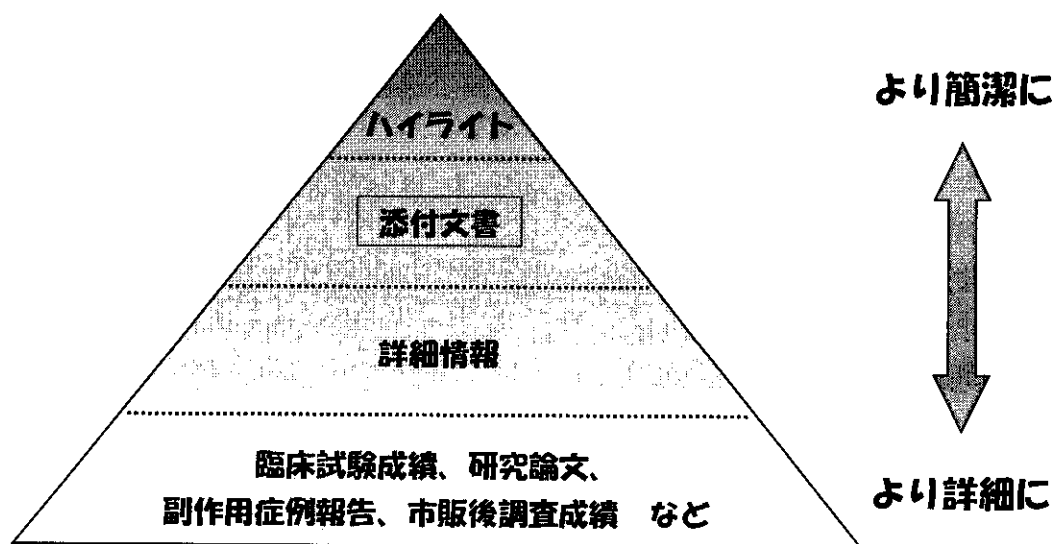 より簡潔に
ハイライト
添付文書
詳細情報
臨床試験成績、研究論文、
副作用症例報告、市販後調査成績 など
より詳細に